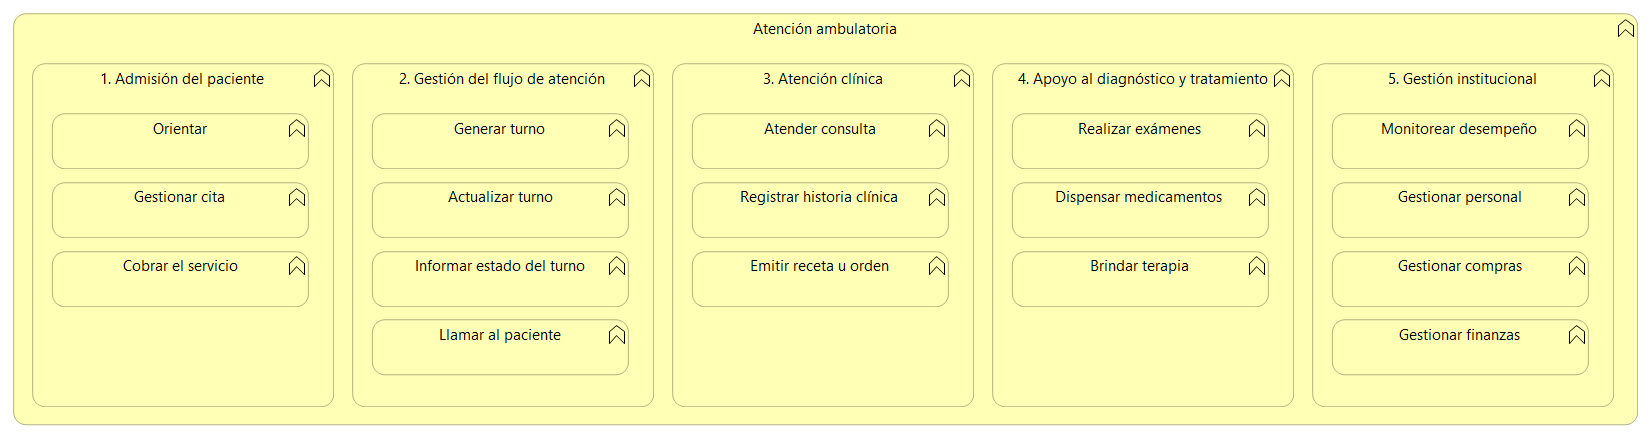 Atención ambulatoria
1. Admisión del paciente
Orientar
Gestionar cita
Cobrar el servicio
2. Gestión del flujo de atención
Generar turno
Actualizar turno
Informar estado del turno
Llamar al paciente
3. Atención clínica
Atender consulta
Registrar historia clínica
Emitir receta u orden
4. Apoyo al diagnóstico y tratamiento
Realizar exámenes
Dispensar medicamentos
Brindar terapia
5. Gestión institucional
Monitorear desempeño
Gestionar personal
Gestionar compras
Gestionar finanzas